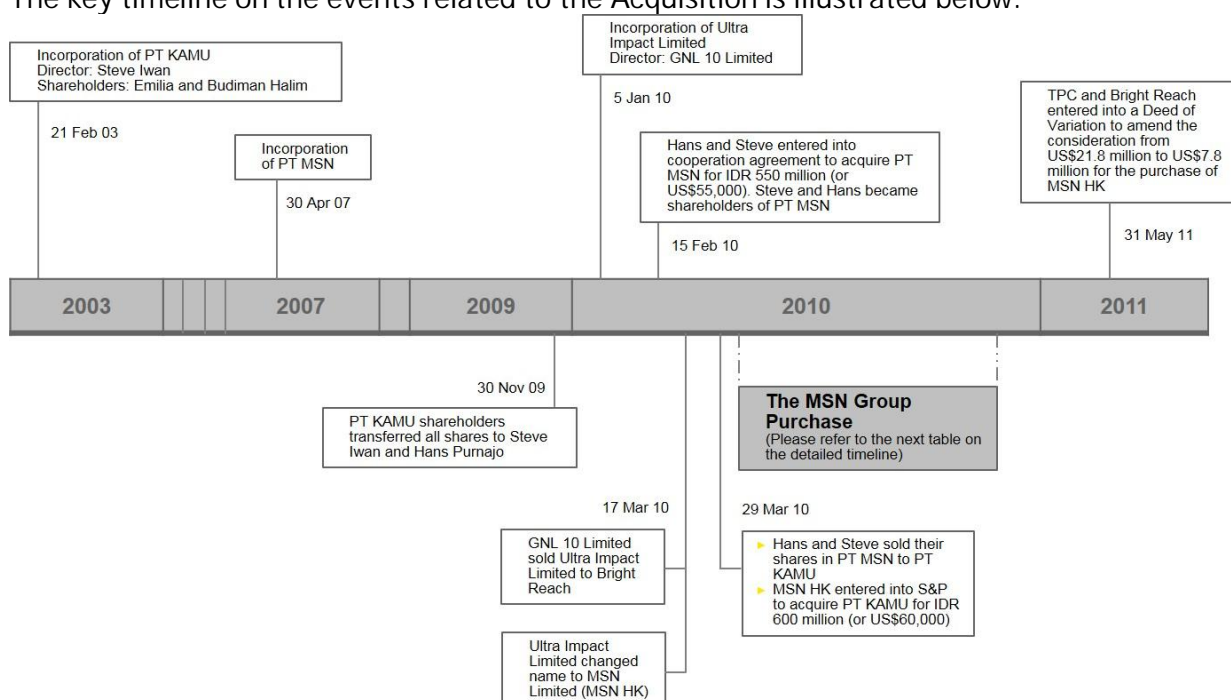 The key timeline on the events related to the Acquisition is illustrated below:
Incorporation of PT KAMU
Director: Steve Iwan
Shareholders: Emilia and Budiman Halim
21 Feb 03
Incorporation
of PT MSN
30 Apr 07
Incorporation of Ultra
Impact Limited
Director: GNL 10 Limited
5 Jan 10
Hans and Steve entered into
cooperation agreement to acquire PT
MSN for IDR 550 million (or
US$55,000). Steve and Hans became
shareholders of PT MSN
15 Feb 10
TPC and Bright Reach
entered into a Deed of
Variation to amend the
consideration from
US$21.8 million to US$7.8
million for the purchase of
MSN HK
31 May 11
2003
2007
2009
2010
2011
30 Nov 09
PT KAMU shareholders
transferred all shares to Steve
Iwan and Hans Purnajo
The MSN Group
Purchase
(Please refer to the next table on
the detailed timeline)
17 Mar 10
GNL 10 Limited
sold Ultra Impact
Limited to Bright
Reach
Ultra Impact
Limited changed
name to MSN
Limited (MSN HK)
29 Mar 10
Hans and Steve sold their
shares in PT MSN to PT
KAMU
MSN HK entered into S&P
to acquire PT KAMU for IDR
600 million (or US$60,000)